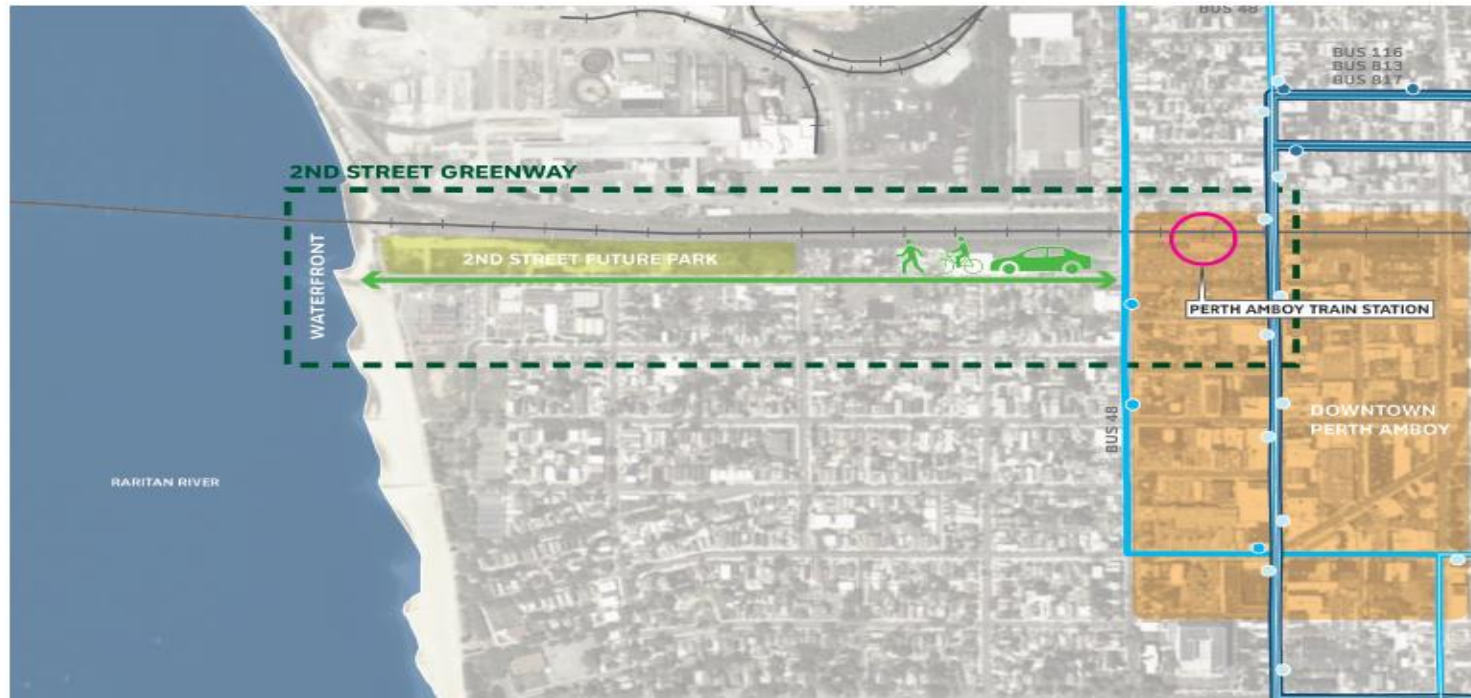 BUS 48
BUS 116
BUS 813
BUS 817
2ND STREET GREENWAY
WATERFRONT
2ND STREET FUTURE PARK
PERTH AMBOY TRAIN STATION
BUS 48
DOWNTOWN
PERTH AMBOY
RARITAN RIVER